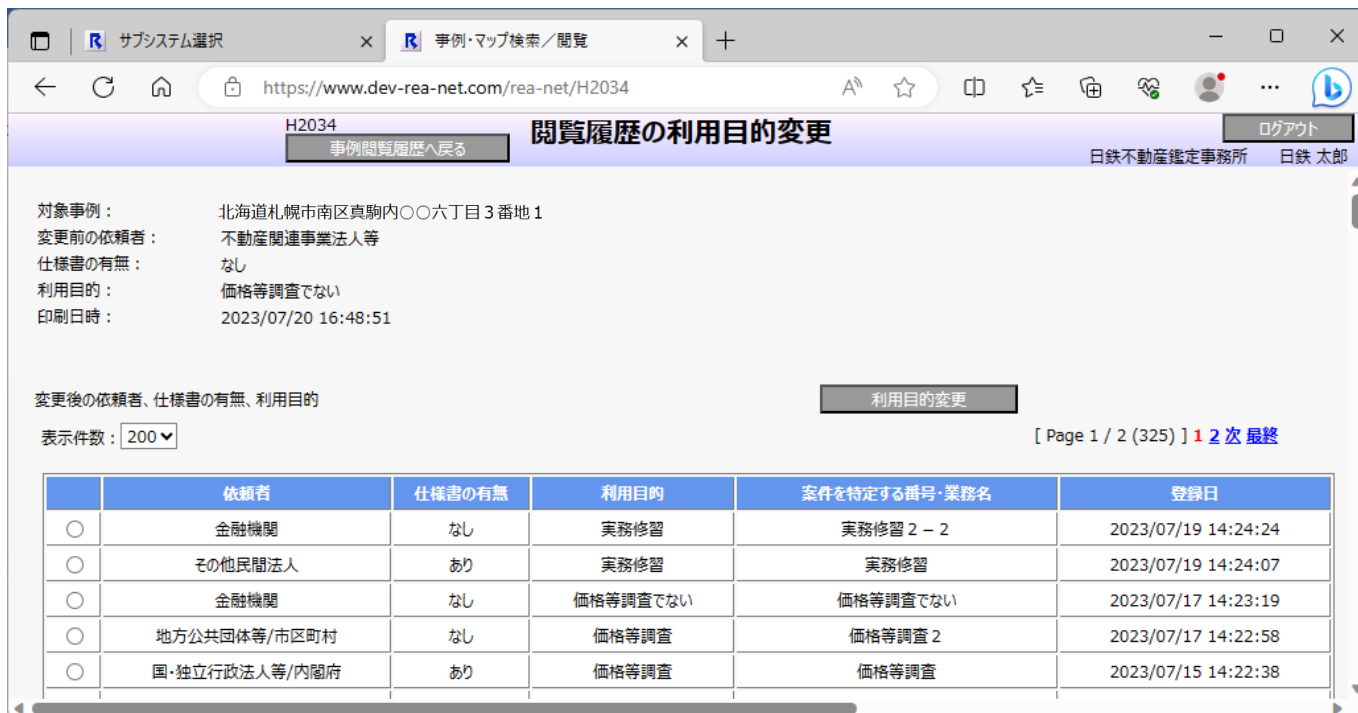 サブシステム選択 事例・マップ検索／閲覧
https://www.dev-rea-net.com/rea-net/H2034
H2034
事例閲覧履歴へ戻る
閲覧履歴の利用目的変更
ログアウト
日鉄不動産鑑定事務所 日鉄 太郎
対象事例： 北海道札幌市南区真駒内○○六丁目３番地１
変更前の依頼者： 不動産関連事業法人等
仕様書の有無： なし
利用目的： 価格等調査でない
印刷日時： 2023/07/20 16:48:51
変更後の依頼者、仕様書の有無、利用目的 利用目的変更
表示件数：200 [ Page 1 / 2 (325) ] 1 2 次 最終
依頼者 仕様書の有無 利用目的 案件を特定する番号・業務名 登録日
金融機関 なし 実務修習 実務修習２－２ 2023/07/19 14:24:24
その他民間法人 あり 実務修習 実務修習 2023/07/19 14:24:07
金融機関 なし 価格等調査でない 価格等調査でない 2023/07/17 14:23:19
地方公共団体等/市区町村 なし 価格等調査 価格等調査２ 2023/07/17 14:22:58
国・独立行政法人等/内閣府 あり 価格等調査 価格等調査 2023/07/15 14:22:38